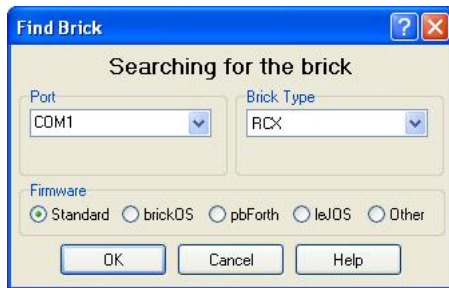 Find Brick
Searching for the brick
Port
Brick Type
COM1
RCX
Firmware
Standard brickOS pbForth leJOS Other
OK Cancel Help